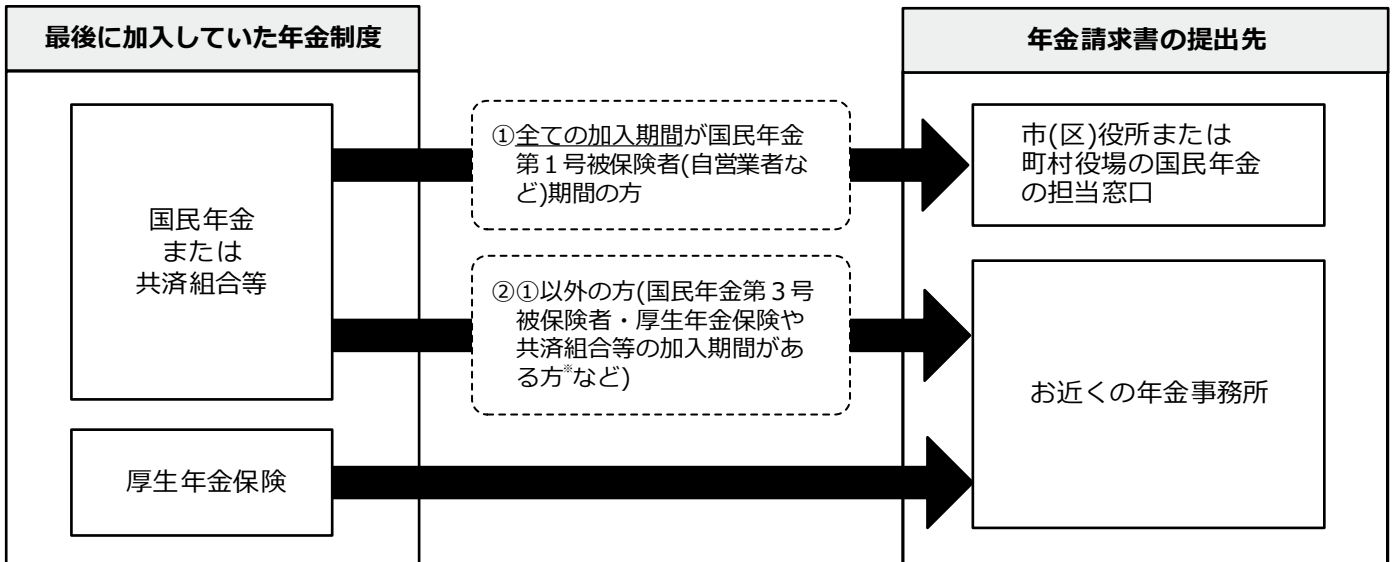 最後に加入していた年金制度
年金請求書の提出先
国民年金
または
共済組合等
①全ての加入期間が国民年金
第１号被保険者(自営業者な
ど)期間の方
市(区)役所または
町村役場の国民年金
の担当窓口
②①以外の方(国民年金第３号
被保険者・厚生年金保険や
共済組合等の加入期間があ
る方※など)
お近くの年金事務所
厚生年金保険